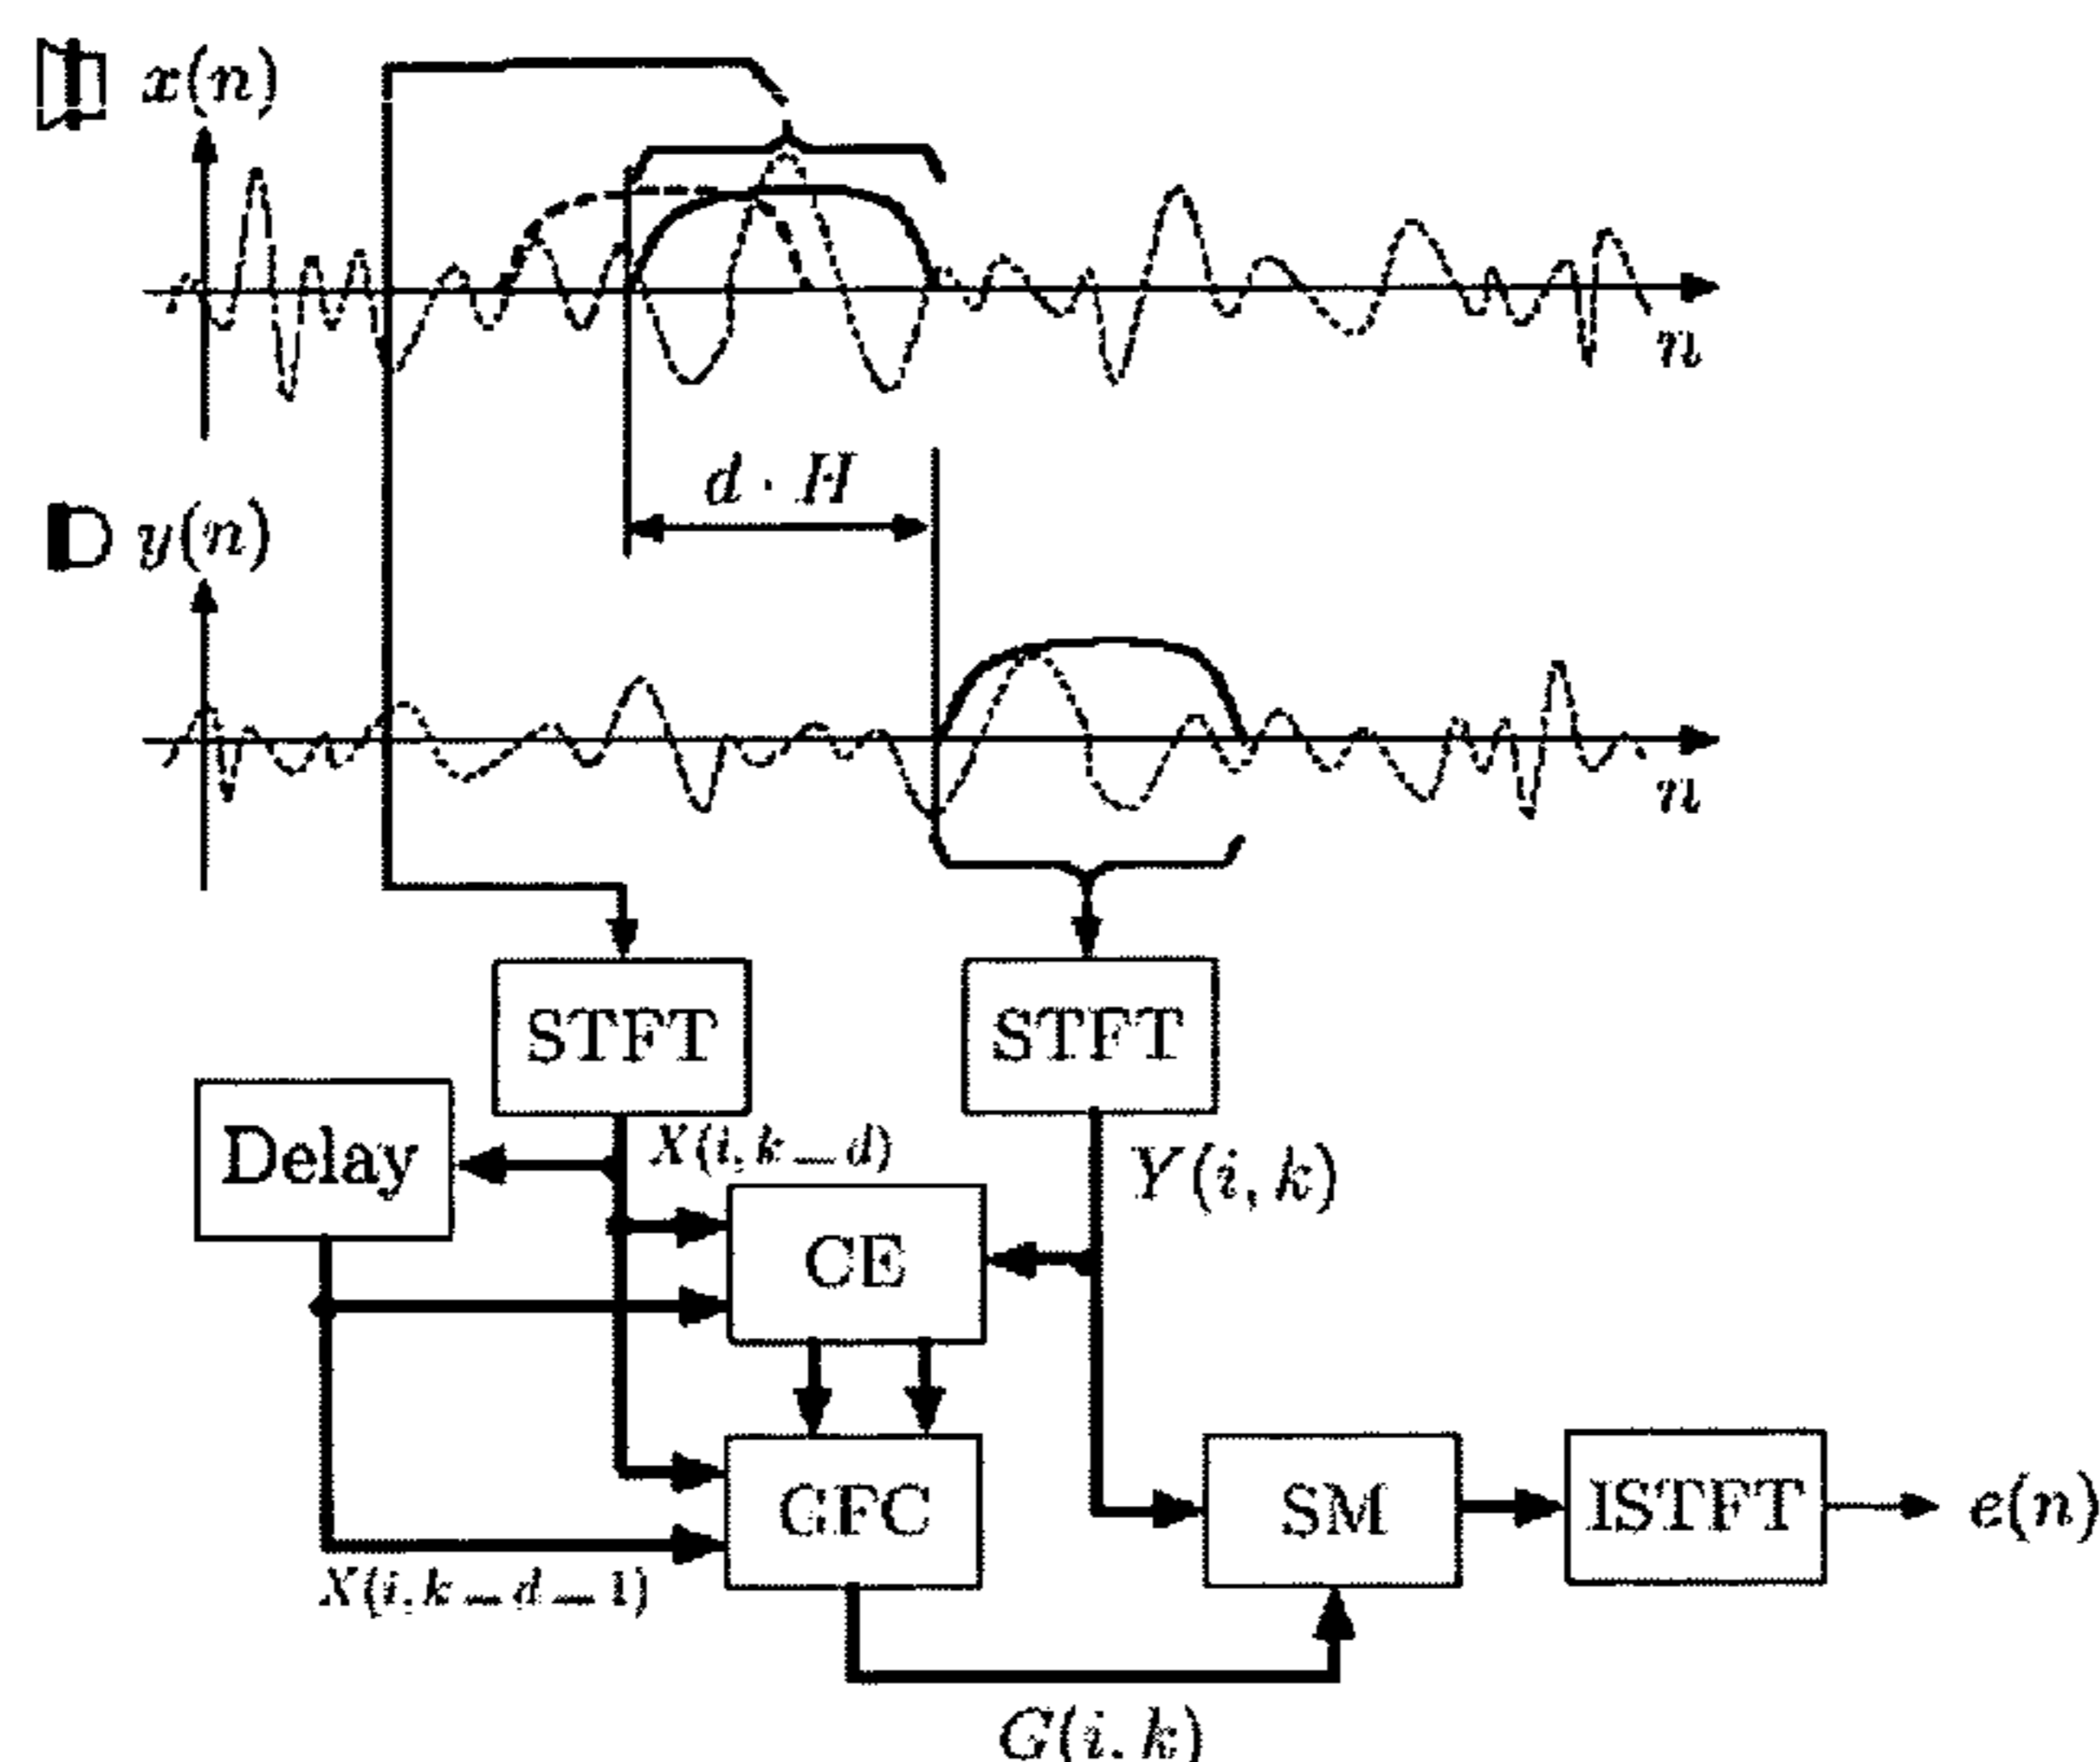 x(n)
n
d · H
y(n)
n
STFT
STFT
Delay
X(i, k − d)
Y(i, k)
CE
GFC
SM
ISTFT
e(n)
X(i, k − d − 1)
G(i, k)